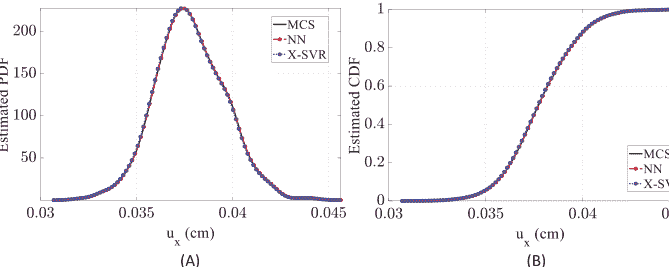 MCS
NN
X-SVR
200
150
100
50
Estimated PDF
0.03
0.035
0.04
0.045
u_x (cm)
(A)
1
0.8
0.6
0.4
0.2
0
Estimated CDF
MCS
NN
0.03
0.035
0.04
u_x (cm)
(B)